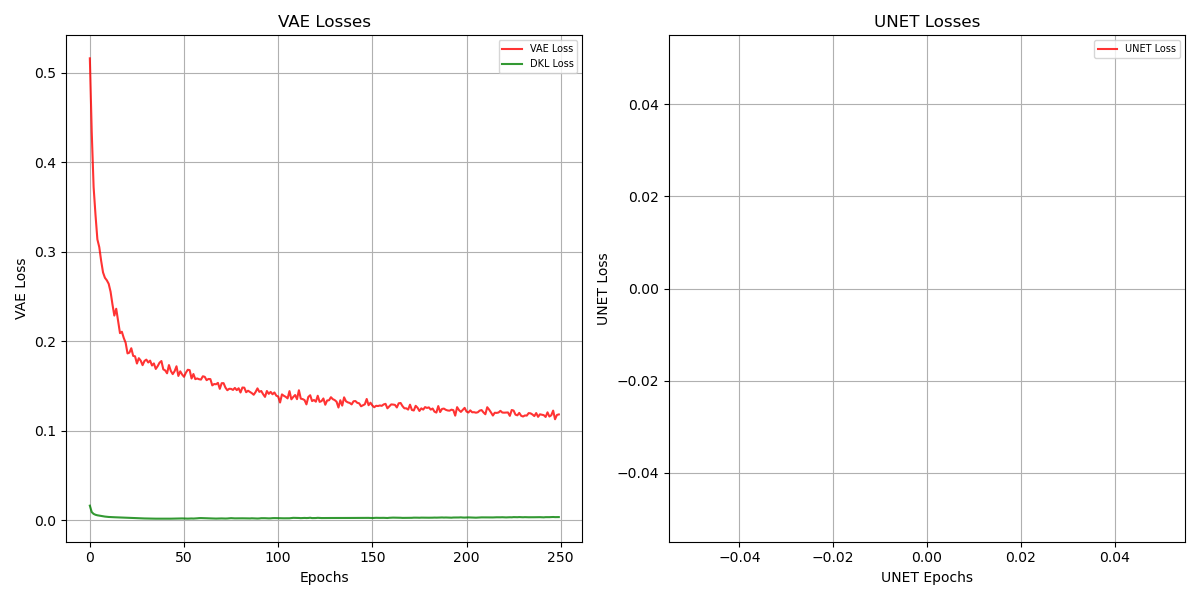 VAE Losses
VAE Loss
DKL Loss
0.5
0.4
0.3
0.2
0.1
0.0
VAE Loss
0
50
100
150
200
250
Epochs
UNET Losses
UNET Loss
0.04
0.02
0.00
−0.02
−0.04
UNET Loss
−0.04
−0.02
0.00
0.02
0.04
UNET Epochs